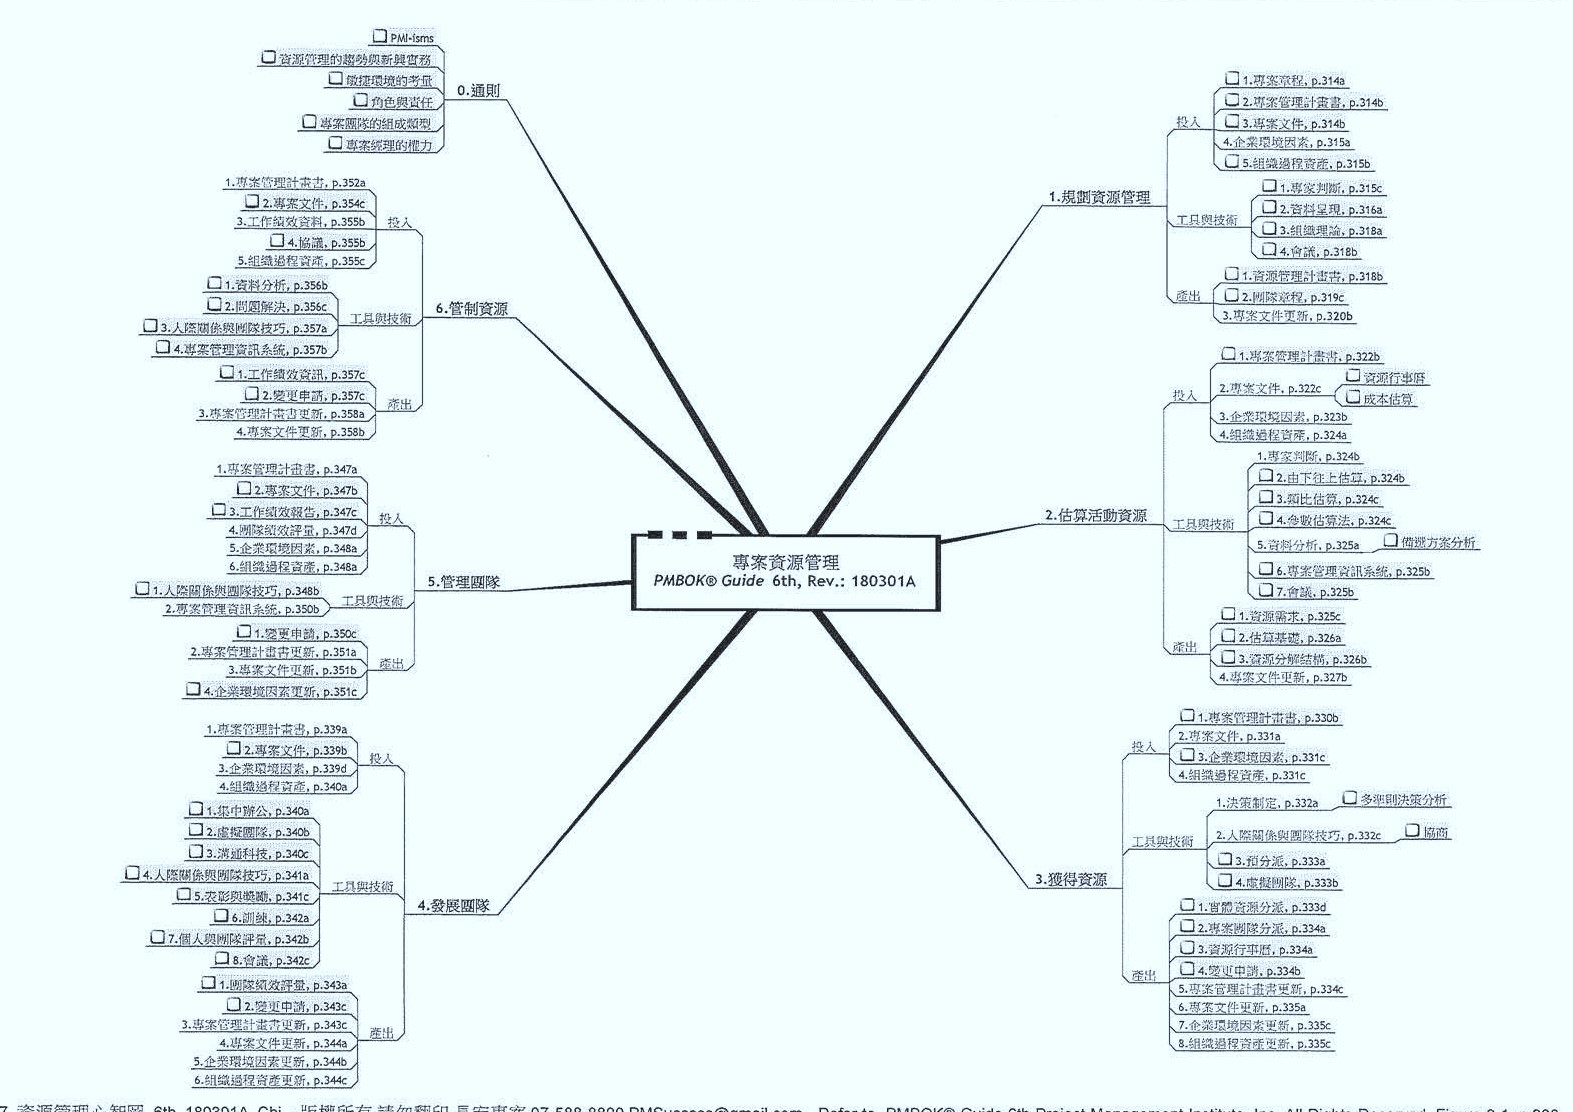 專案資源管理
PMBOK® Guide 6th, Rev.: 180301A
0.通則
PMI-isms
資源管理的趨勢與新興實務
敏捷環境的考量
角色與責任
專案團隊的組成類型
專案經理的權力
1.規劃資源管理
投入
1.專案章程, p.314a
2.專案管理計畫書, p.314b
3.專案文件, p.314b
4.企業環境因素, p.315a
5.組織過程資產, p.315b
工具與技術
1.專家判斷, p.315c
2.資料呈現, p.316a
3.組織理論, p.318a
4.會議, p.318b
產出
1.資源管理計畫書, p.318b
2.團隊章程, p.319c
3.專案文件更新, p.320b
2.估算活動資源
投入
1.專案管理計畫書, p.322b
2.專案文件, p.322c
資源行事曆
成本估算
3.企業環境因素, p.323b
4.組織過程資產, p.324a
工具與技術
1.專家判斷, p.324b
2.由下往上估算, p.324b
3.類比估算, p.324c
4.參數估算法, p.324c
5.資料分析, p.325a
備選方案分析
6.專案管理資訊系統, p.325b
7.會議, p.325b
產出
1.資源需求, p.325c
2.估算基礎, p.326a
3.資源分解結構, p.326b
4.專案文件更新, p.327b
3.獲得資源
投入
1.專案管理計畫書, p.330b
2.專案文件, p.331a
3.企業環境因素, p.331c
4.組織過程資產, p.331c
工具與技術
1.決策制定, p.332a
多準則決策分析
2.人際關係與團隊技巧, p.332c
協商
3.預分派, p.333a
4.虛擬團隊, p.333b
產出
1.實體資源分派, p.333d
2.專案團隊分派, p.334a
3.資源行事曆, p.334a
4.變更申請, p.334b
5.專案管理計畫書更新, p.334c
6.專案文件更新, p.335a
7.企業環境因素更新, p.335c
8.組織過程資產更新, p.335c
4.發展團隊
投入
1.專案管理計畫書, p.339a
2.專案文件, p.339b
3.企業環境因素, p.339d
4.組織過程資產, p.340a
工具與技術
1.集中辦公, p.340a
2.虛擬團隊, p.340b
3.溝通科技, p.340c
4.人際關係與團隊技巧, p.341a
5.表彰與獎勵, p.341c
6.訓練, p.342a
7.個人與團隊評量, p.342b
8.會議, p.342c
產出
1.團隊績效評量, p.343a
2.變更申請, p.343c
3.專案管理計畫書更新, p.343c
4.專案文件更新, p.344a
5.企業環境因素更新, p.344b
6.組織過程資產更新, p.344c
5.管理團隊
投入
1.專案管理計畫書, p.347a
2.專案文件, p.347b
3.工作績效報告, p.347c
4.團隊績效評量, p.347d
5.企業環境因素, p.348a
6.組織過程資產, p.348a
工具與技術
1.人際關係與團隊技巧, p.348b
2.專案管理資訊系統, p.350b
產出
1.變更申請, p.350c
2.專案管理計畫書更新, p.351a
3.專案文件更新, p.351b
4.企業環境因素更新, p.351c
6.管制資源
投入
1.專案管理計畫書, p.352a
2.專案文件, p.354c
3.工作績效資料, p.355b
4.協議, p.355b
5.組織過程資產, p.355c
工具與技術
1.資料分析, p.356b
2.問題解決, p.356c
3.人際關係與團隊技巧, p.357a
4.專案管理資訊系統, p.357b
產出
1.工作績效資訊, p.357c
2.變更申請, p.357c
3.專案管理計畫書更新, p.358a
4.專案文件更新, p.358b